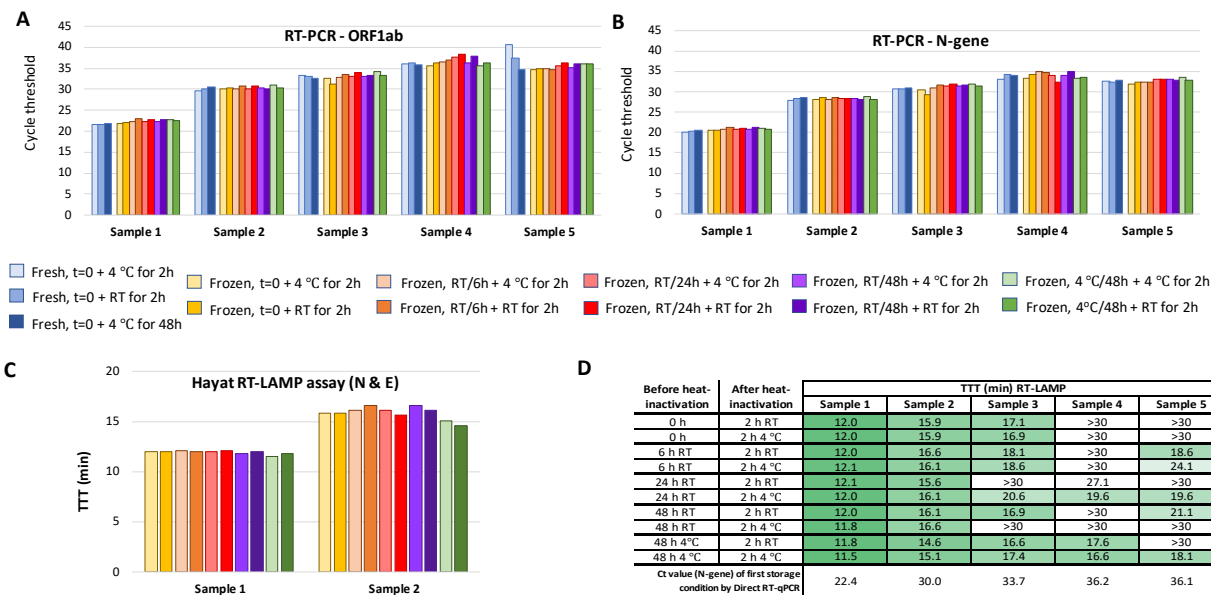 A
RT-PCR - ORF1ab
Cycle threshold
45
40
35
30
25
20
15
10
5
0
Sample 1 Sample 2 Sample 3 Sample 4 Sample 5
B
RT-PCR - N-gene
Cycle threshold
45
40
35
30
25
20
15
10
5
0
Sample 1 Sample 2 Sample 3 Sample 4 Sample 5
Fresh, t=0 + 4 °C for 2h
Fresh, t=0 + RT for 2h
Fresh, t=0 + 4 °C for 48h
Frozen, t=0 + 4 °C for 2h
Frozen, t=0 + RT for 2h
Frozen, RT/6h + 4 °C for 2h
Frozen, RT/6h + RT for 2h
Frozen, RT/24h + 4 °C for 2h
Frozen, RT/24h + RT for 2h
Frozen, RT/48h + 4 °C for 2h
Frozen, RT/48h + RT for 2h
Frozen, 4 °C/48h + 4 °C for 2h
Frozen, 4°C/48h + RT for 2h
C
Hayat RT-LAMP assay (N & E)
TTT (min)
20
15
10
5
0
Sample 1 Sample 2
D
Before heat-inactivation After heat-inactivation TTT (min) RT-LAMP
Sample 1 Sample 2 Sample 3 Sample 4 Sample 5
0 h 2 h RT 12.0 15.9 17.1 >30 >30
0 h 2 h 4 °C 12.0 15.9 16.9 >30 >30
6 h RT 2 h RT 12.0 16.6 18.1 >30 18.6
6 h RT 2 h 4 °C 12.1 16.1 18.6 >30 24.1
24 h RT 2 h RT 12.1 15.6 >30 27.1 >30
24 h RT 2 h 4 °C 12.0 16.1 20.6 19.6 19.6
48 h RT 2 h RT 12.0 16.1 16.9 >30 21.1
48 h RT 2 h 4 °C 11.8 16.6 >30 >30 >30
48 h 4°C 2 h RT 11.8 14.6 16.6 17.6 >30
48 h 4 °C 2 h 4 °C 11.5 15.1 17.4 16.6 18.1
Ct value (N-gene) of first storage
condition by Direct RT-qPCR 22.4 30.0 33.7 36.2 36.1